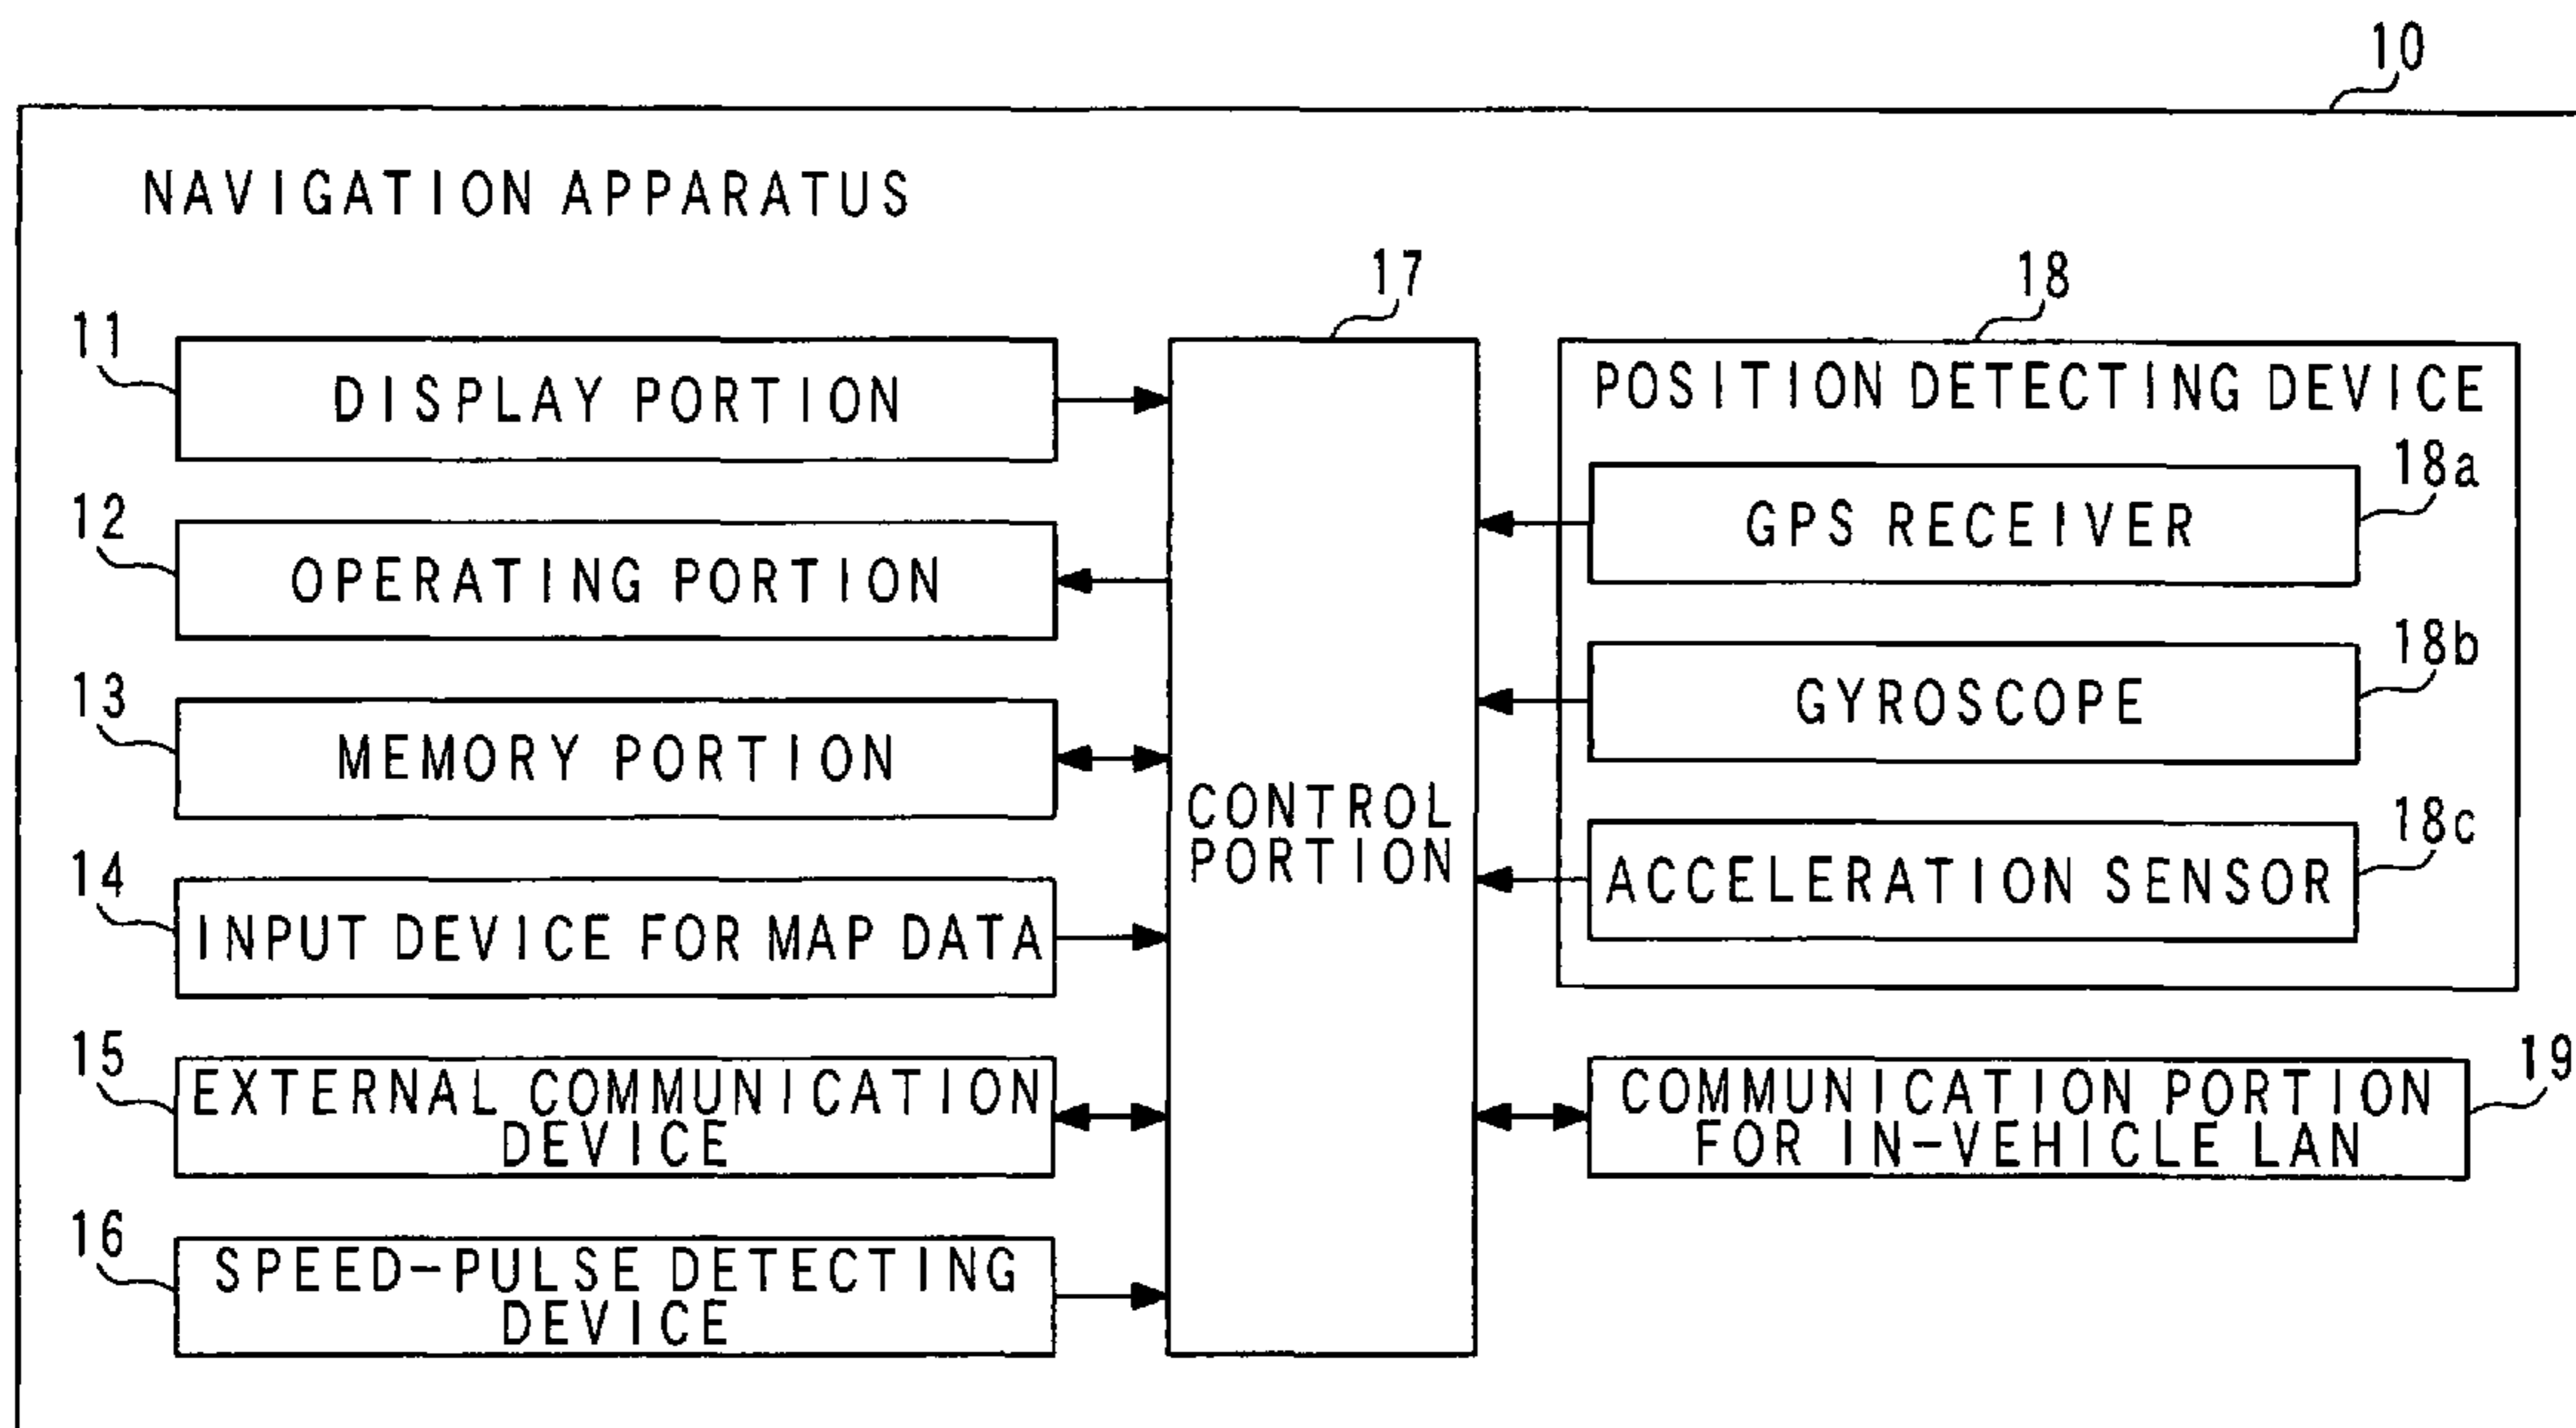 10
NAVIGATION APPARATUS
11
DISPLAY PORTION
12
OPERATING PORTION
13
MEMORY PORTION
14
INPUT DEVICE FOR MAP DATA
15
EXTERNAL COMMUNICATION
DEVICE
16
SPEED-PULSE DETECTING
DEVICE
17
CONTROL
PORTION
18
POSITION DETECTING DEVICE
18a
GPS RECEIVER
18b
GYROSCOPE
18c
ACCELERATION SENSOR
19
COMMUNICATION PORTION
FOR IN-VEHICLE LAN